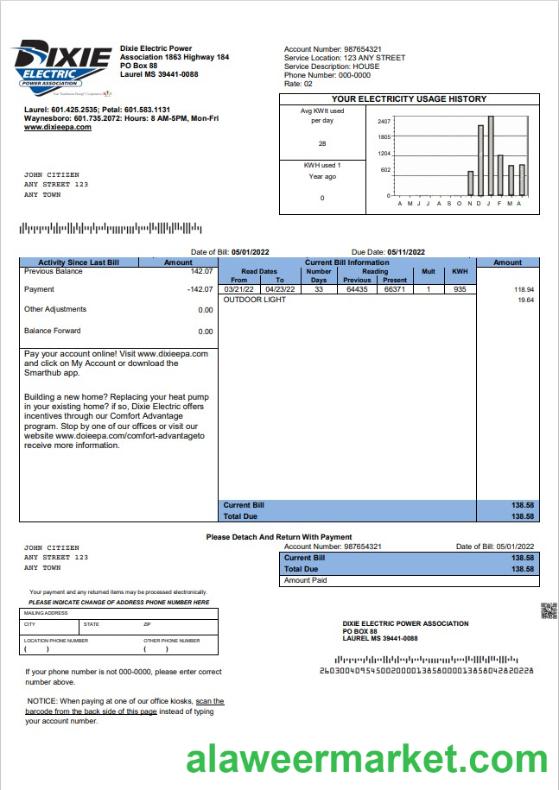 DIXIE
ELECTRIC
POWER ASSOCIATION
Dixie Electric Power
Association 1863 Highway 184
PO Box 88
Laurel MS 39441-0088
Laurel: 601.425.2535; Petal: 601.583.1131
Waynesboro: 601.735.2072: Hours: 8 AM-5PM, Mon-Fri
www.dixieepa.com
Account Number: 987654321
Service Location: 123 ANY STREET
Service Description: HOUSE
Phone Number: 000-0000
Rate: 02
YOUR ELECTRICITY USAGE HISTORY
Avg KWH used
per day
28
KWH used 1
Year ago
0
2407
1805
1204
602
0
A M J J A S O N D J F M A
JOHN CITIZEN
ANY STREET 123
ANY TOWN
Date of Bill: 05/01/2022 Due Date: 05/11/2022
Activity Since Last Bill Amount
Previous Balance 142.07
Payment -142.07
Other Adjustments 0.00
Balance Forward 0.00
Current Bill Information Amount
Read Dates Number Reading Mult KWH
From To Days Previous Present
03/21/22 04/23/22 33 64435 66371 1 935 118.94
OUTDOOR LIGHT 19.64
Pay your account online! Visit www.dixieepa.com
and click on My Account or download the
Smarthub app.
Building a new home? Replacing your heat pump
in your existing home? if so, Dixie Electric offers
incentives through our Comfort Advantage
program. Stop by one of our offices or visit our
website www.doieepa.com/comfort-advantageto
receive more information.
Current Bill 138.58
Total Due 138.58
Please Detach And Return With Payment
JOHN CITIZEN
ANY STREET 123
ANY TOWN
Account Number: 987654321 Date of Bill: 05/01/2022
Current Bill 138.58
Total Due 138.58
Amount Paid
Your payment and any returned items may be processed electronically.
PLEASE INDICATE CHANGE OF ADDRESS PHONE NUMBER HERE
MAILING ADDRESS
CITY STATE ZIP
LOCATION PHONE NUMBER OTHER PHONE NUMBER
( ) ( )
DIXIE ELECTRIC POWER ASSOCIATION
PO BOX 88
LAUREL MS 39441-0088
If your phone number is not 000-0000, please enter correct
number above.
NOTICE: When paying at one of our office kiosks, scan the
barcode from the back side of this page instead of typing
your account number.
alaweermarket.com